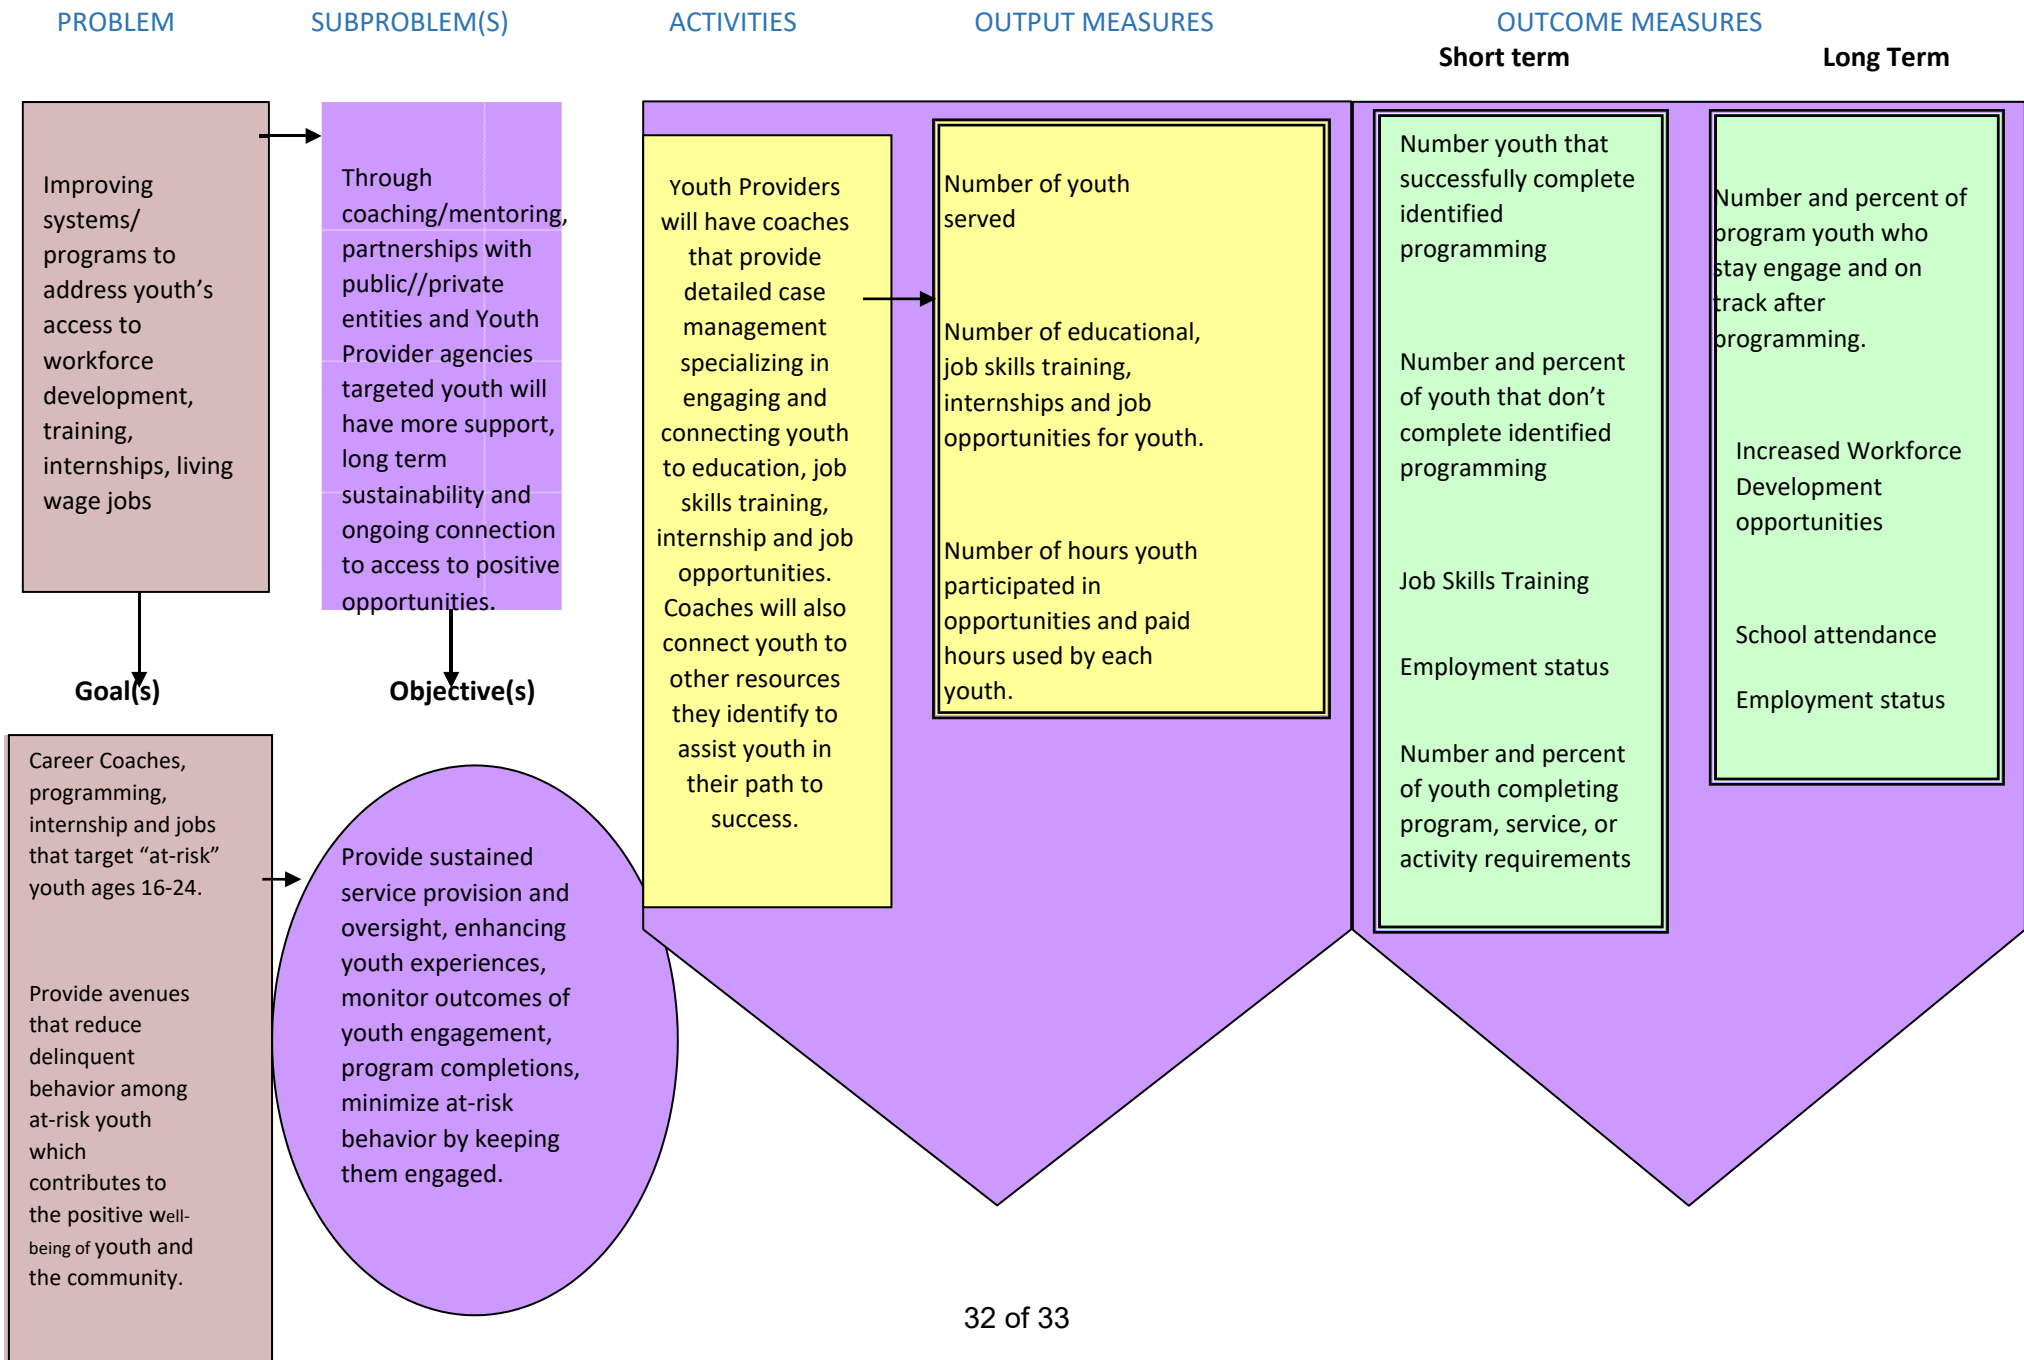 PROBLEM
SUBPROBLEM(S)
ACTIVITIES
OUTPUT MEASURES
OUTCOME MEASURES
Short term
Long Term
Improving
systems/
programs to
address youth’s
access to
workforce
development,
training,
internships, living
wage jobs
Through
coaching/mentoring,
partnerships with
public//private
entities and Youth
Provider agencies
targeted youth will
have more support,
long term
sustainability and
ongoing connection
to access to positive
opportunities.
Goal(s)
Objective(s)
Career Coaches,
programming,
internship and jobs
that target “at-risk”
youth ages 16-24.
Provide avenues
that reduce
delinquent
behavior among
at-risk youth
which
contributes to
the positive well-
being of youth and
the community.
Provide sustained
service provision and
oversight, enhancing
youth experiences,
monitor outcomes of
youth engagement,
program completions,
minimize at-risk
behavior by keeping
them engaged.
Youth Providers
will have coaches
that provide
detailed case
management
specializing in
engaging and
connecting youth
to education, job
skills training,
internship and job
opportunities.
Coaches will also
connect youth to
other resources
they identify to
assist youth in
their path to
success.
Number of youth
served
Number of educational,
job skills training,
internships and job
opportunities for youth.
Number of hours youth
participated in
opportunities and paid
hours used by each
youth.
Number youth that
successfully complete
identified
programming
Number and percent
of youth that don’t
complete identified
programming
Job Skills Training
Employment status
Number and percent
of youth completing
program, service, or
activity requirements
Number and percent of
program youth who
stay engage and on
track after
programming.
Increased Workforce
Development
opportunities
School attendance
Employment status
32 of 33